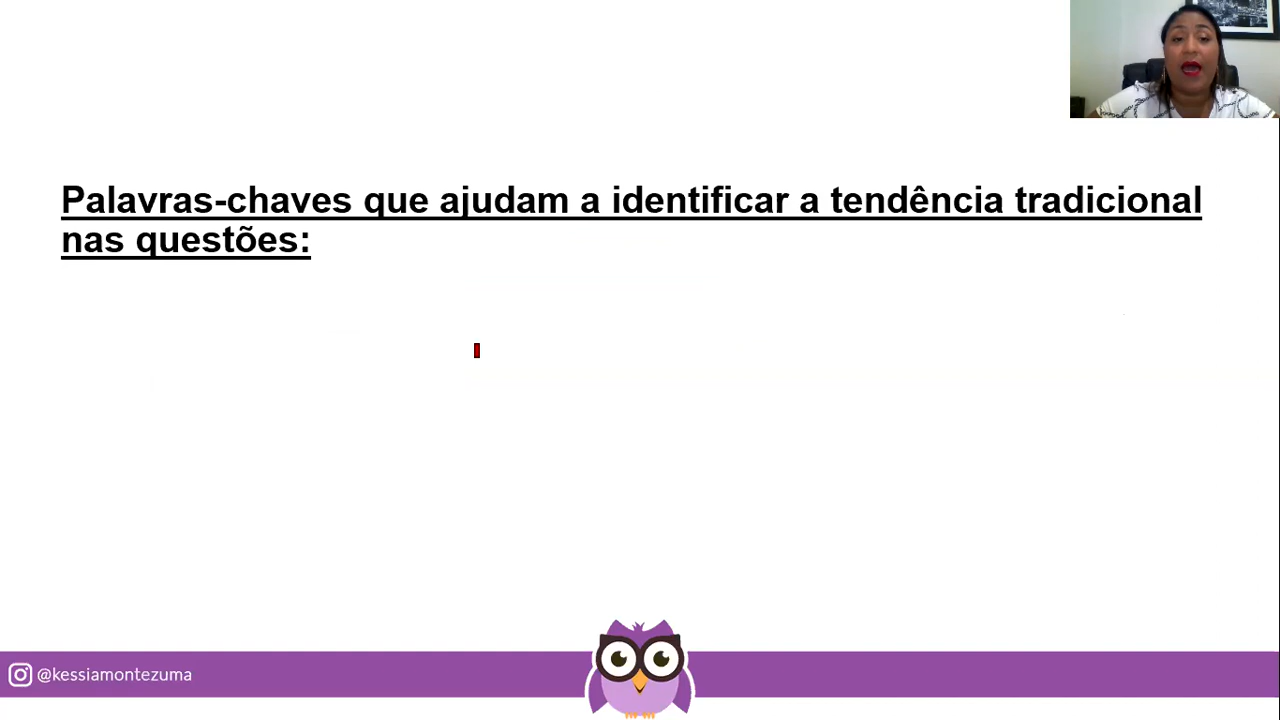 Palavras-chaves que ajudam a identificar a tendência tradicional
nas questões:
@kessiamontezuma